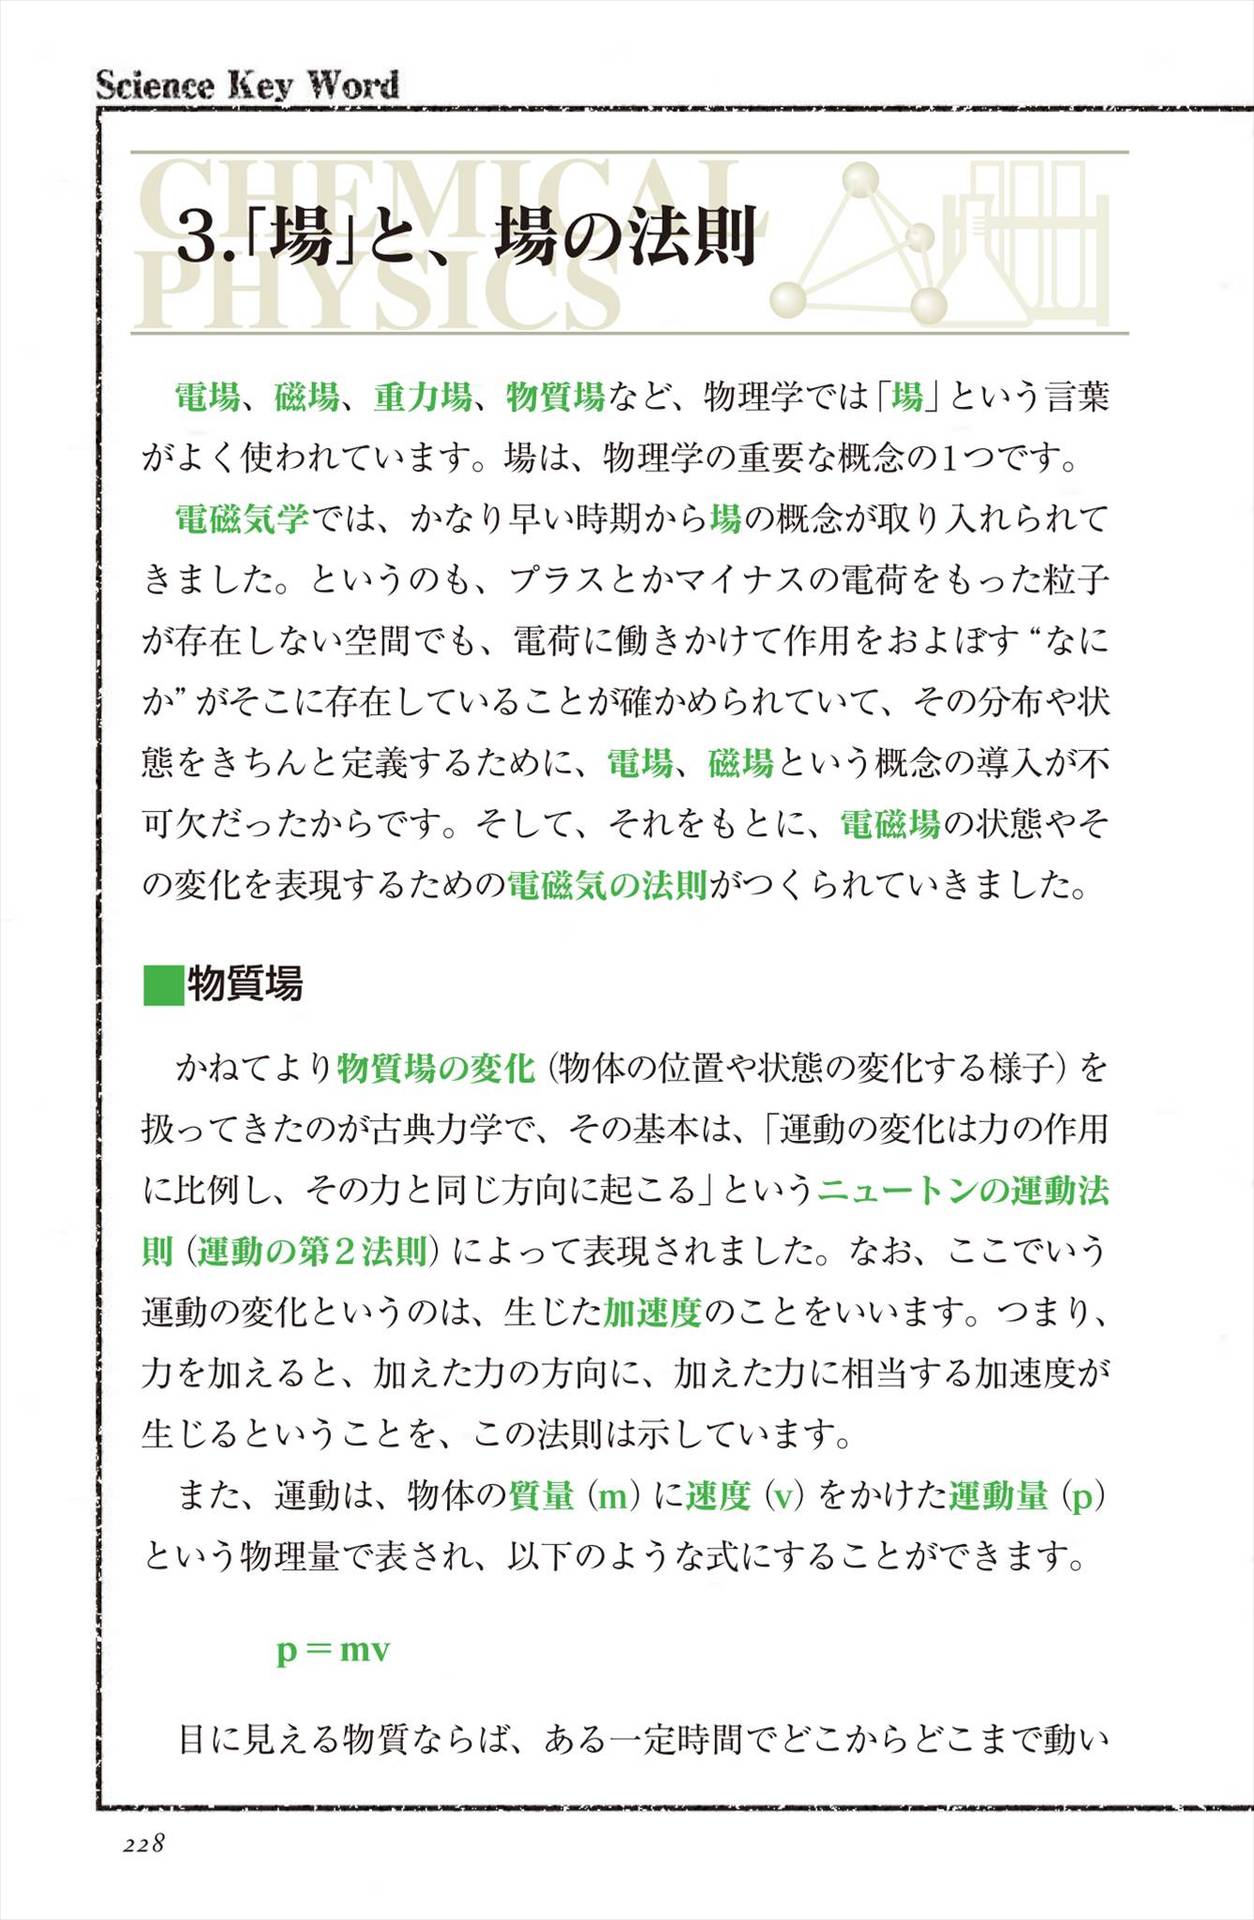 Science Key Word
CHEMICAL
PHYSICS
3.「場」と、場の法則
電場、磁場、重力場、物質場など、物理学では「場」という言葉
がよく使われています。場は、物理学の重要な概念の1つです。
電磁気学では、かなり早い時期から場の概念が取り入れられて
きました。というのも、プラスとかマイナスの電荷をもった粒子
が存在しない空間でも、電荷に働きかけて作用をおよぼす“なに
か”がそこに存在していることが確かめられていて、その分布や状
態をきちんと定義するために、電場、磁場という概念の導入が不
可欠だったからです。そして、それをもとに、電磁場の状態やそ
の変化を表現するための電磁気の法則がつくられていきました。
■物質場
かねてより物質場の変化（物体の位置や状態の変化する様子）を
扱ってきたのが古典力学で、その基本は、「運動の変化は力の作用
に比例し、その力と同じ方向に起こる」というニュートンの運動法
則（運動の第2法則）によって表現されました。なお、ここでいう
運動の変化というのは、生じた加速度のことをいいます。つまり、
力を加えると、加えた力の方向に、加えた力に相当する加速度が
生じるということを、この法則は示しています。
また、運動は、物体の質量（m）に速度（v）をかけた運動量（p）
という物理量で表され、以下のような式にすることができます。
p＝mv
目に見える物質ならば、ある一定時間でどこからどこまで動い
228